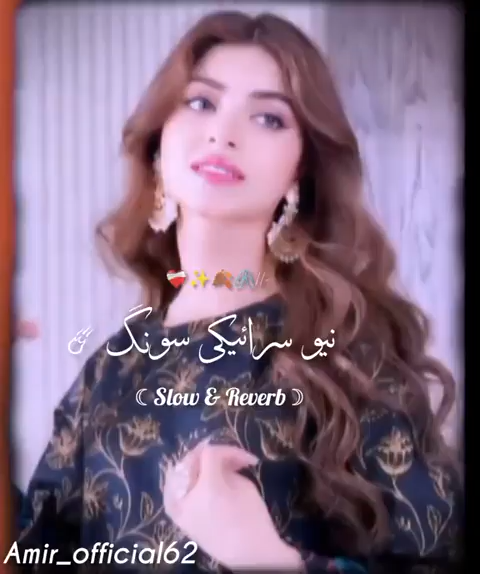 نیو سرائیکی سونگ
☾ Slow & Reverb ☽
Amir_official62